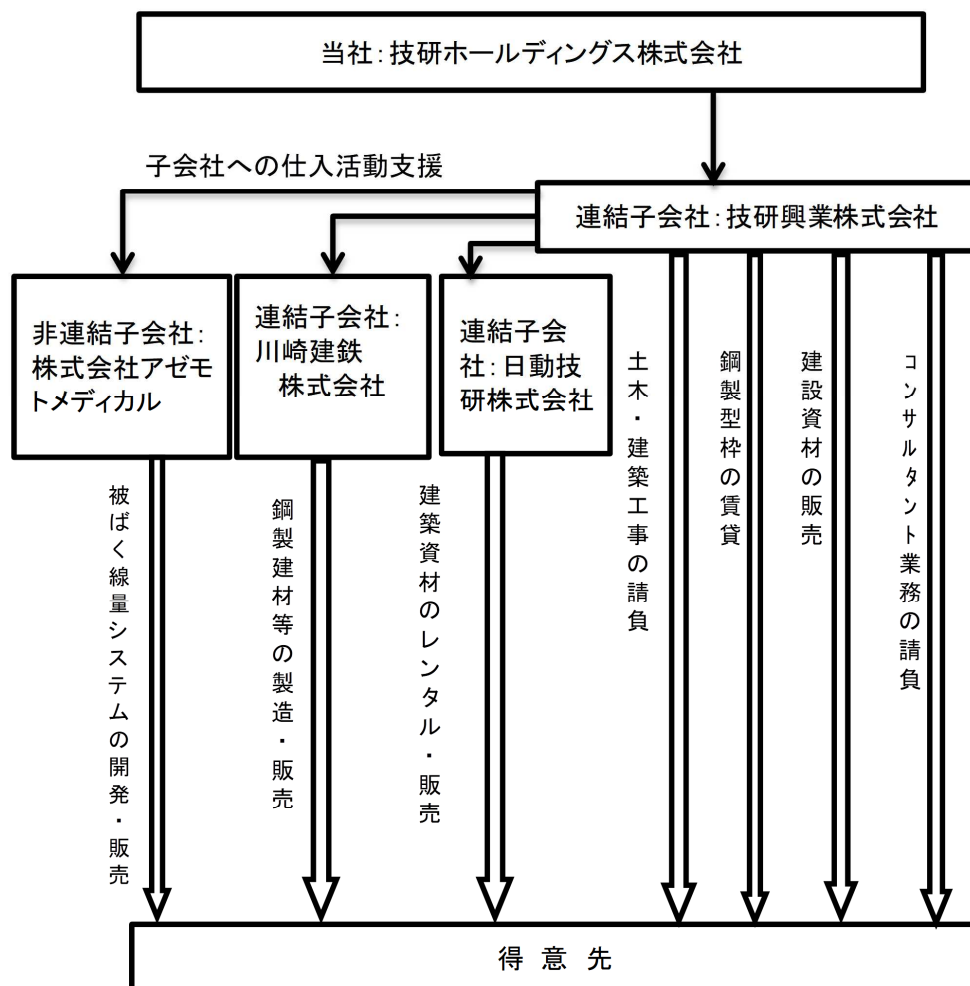 当社：技研ホールディングス株式会社
子会社への仕入活動支援
連結子会社：技研興業株式会社
非連結子会社：
株式会社アゼモ
トメディカル
連結子会社：
川崎建鉄
株式会社
連結子会
社：日動技
研株式会社
被ばく線量システムの開発・販売
鋼製建材等の製造・販売
建築資材のレンタル・販売
土木・建築工事の請負
鋼製型枠の賃貸
建設資材の販売
コンサルタント業務の請負
得意先